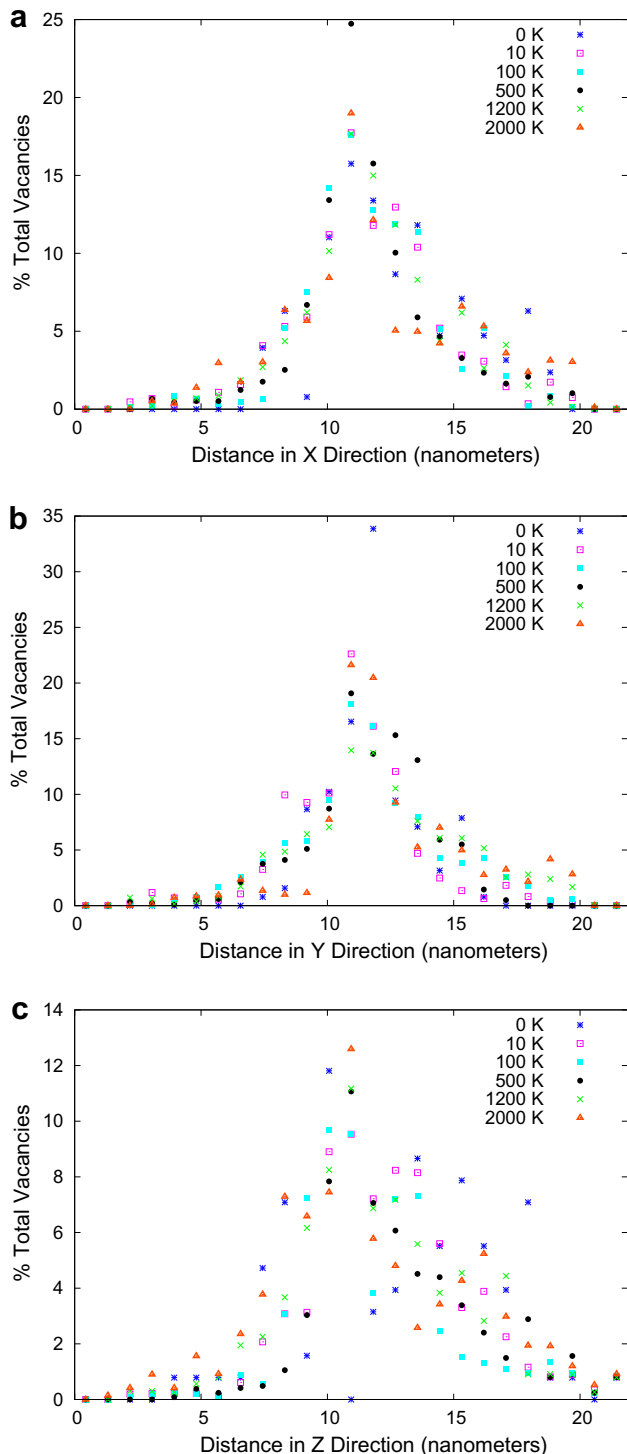 a
25
20
15
10
5
0
% Total Vacancies
0 K
10 K
100 K
500 K
1200 K
2000 K
0 5 10 15 20
Distance in X Direction (nanometers)
b
35
30
25
20
15
10
5
0
% Total Vacancies
0 K
10 K
100 K
500 K
1200 K
2000 K
0 5 10 15 20
Distance in Y Direction (nanometers)
c
14
12
10
8
6
4
2
0
% Total Vacancies
0 K
10 K
100 K
500 K
1200 K
2000 K
0 5 10 15 20
Distance in Z Direction (nanometers)